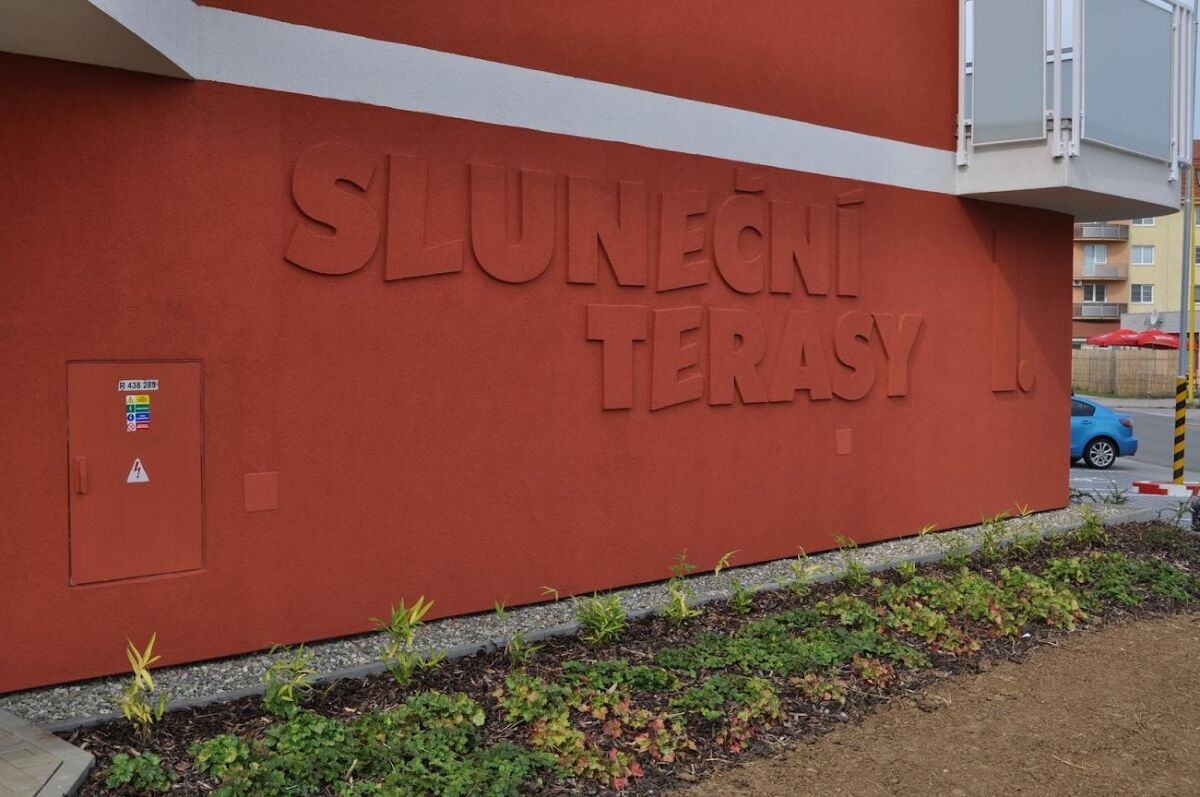 SLUNEČNÍ
TERASY
I.
R 438 289